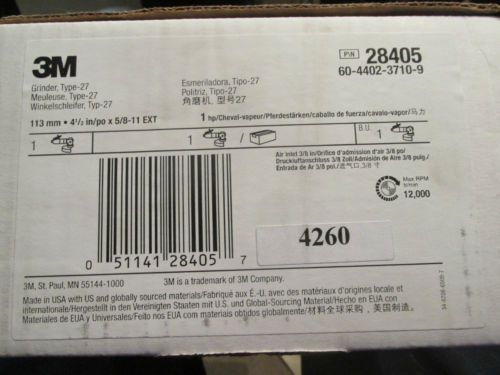 3M
P/N 28405
60-4402-3710-9
Grinder, Type-27
Meuleuse, Type-27
Winkelschleifer, Typ-27
Esmeriladora, Tipo-27
Politriz, Tipo-27
角磨机, 型号27
113 mm • 4½ in/po x 5/8-11 EXT
1 hp/Cheval-vapeur/Pferdestärken/caballo de fuerza/cavalo-vapor/马力
1
1 /
B.U. 1
Air Inlet 3/8 in/Orifice d'admission d'air 3/8 po/
Druckluftanschluss 3/8 Zoll/Admisión de Aire 3/8 pulg./
Entrada de Ar 3/8 pol./进气口,3/8 寸
Max RPM
t/min
12,000
0 51141 28405 7
4260
3M, St. Paul, MN 55144-1000
3M is a trademark of 3M Company.
Made in USA with US and globally sourced materials/Fabriqué aux É.-U. avec des matériaux d'origines locale et
internationale/Hergestellt in den Vereinigten Staaten mit U.S. und Global-Sourcing Material/Hecho en EUA con
Materiales de EUA y Universales/Feito nos EUA com materiais obtidos globalmente/材料全球采购，美国制造。